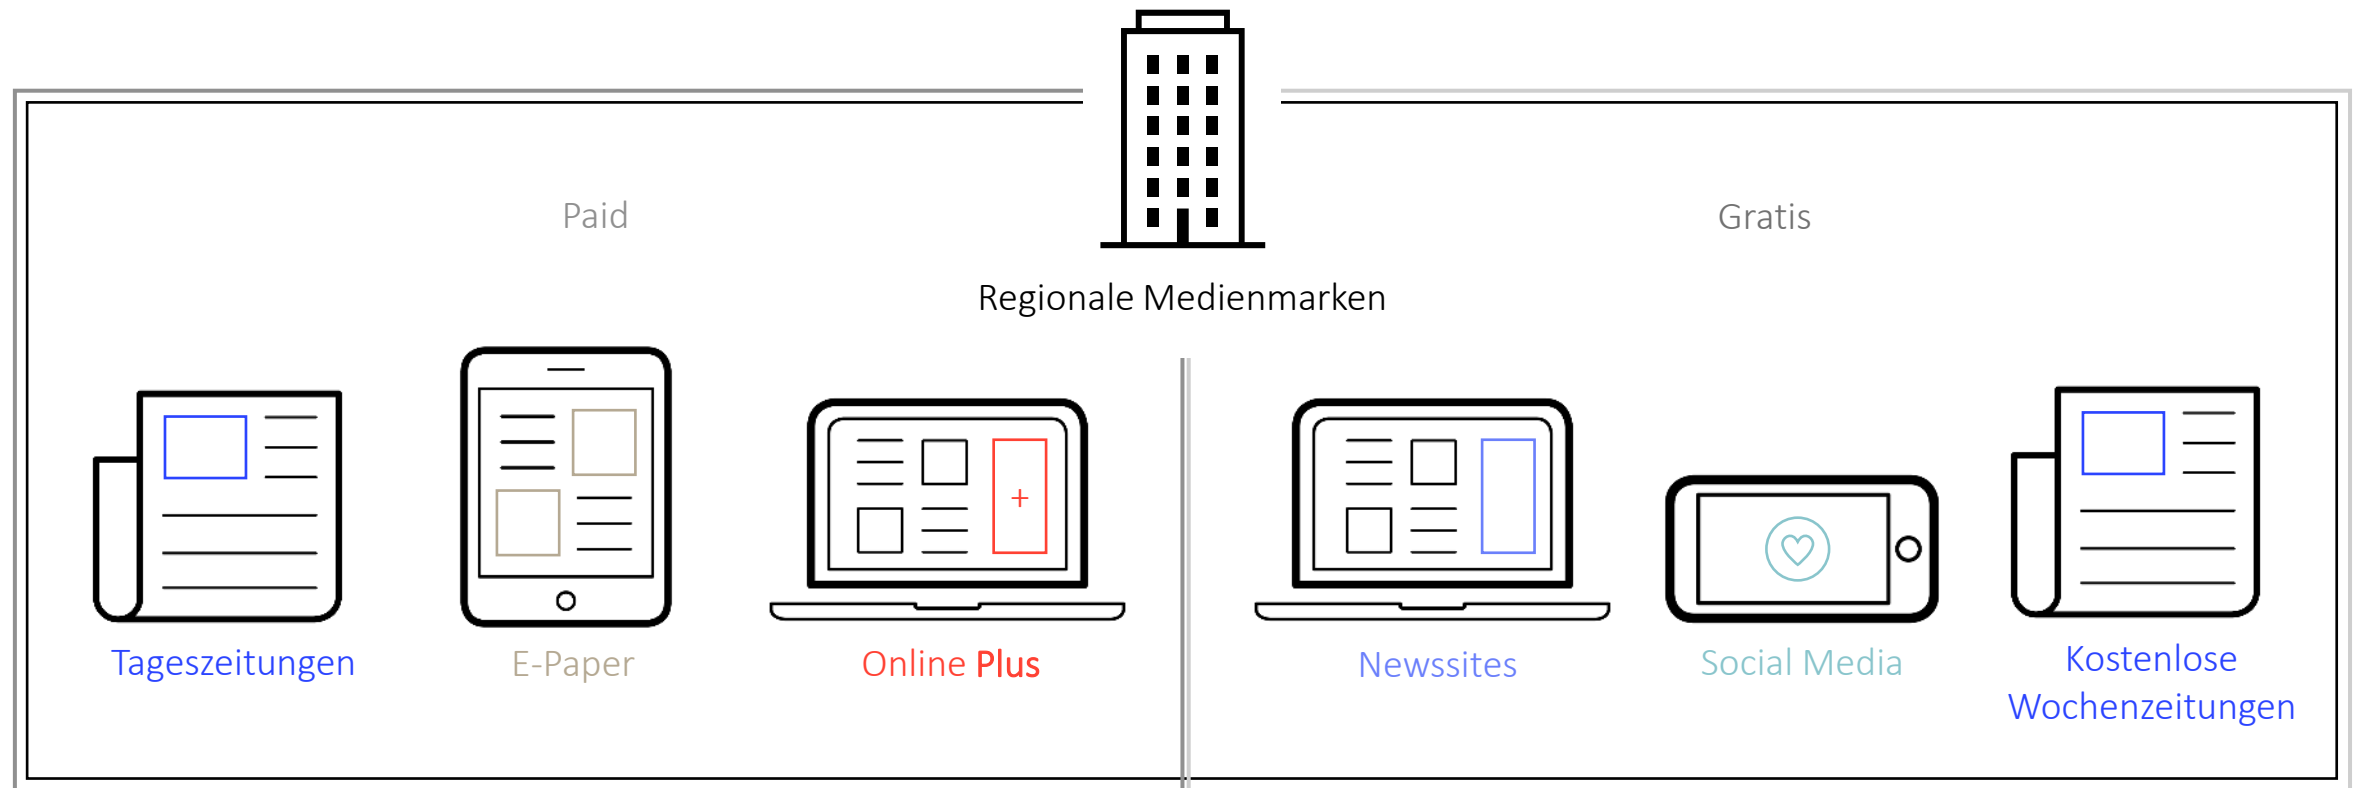 Paid
Gratis
Regionale Medienmarken
Tageszeitungen
E-Paper
Online Plus
Newssites
Social Media
Kostenlose
Wochenzeitungen